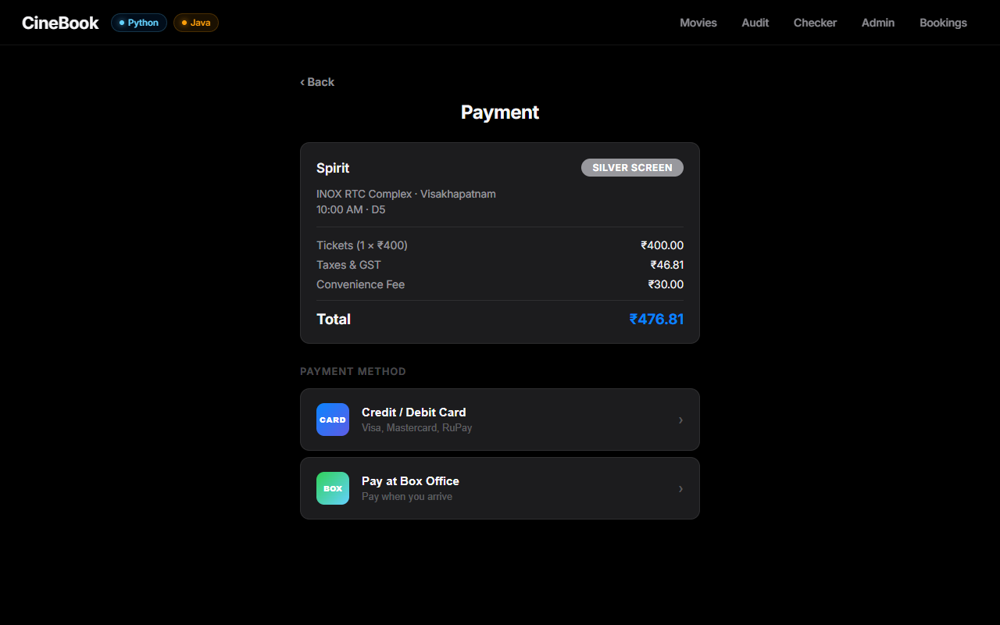 CineBook Python Java Movies Audit Checker Admin Bookings
‹ Back
Payment
Spirit SILVER SCREEN
INOX RTC Complex · Visakhapatnam
10:00 AM · D5
Tickets (1 × ₹400) ₹400.00
Taxes & GST ₹46.81
Convenience Fee ₹30.00
Total ₹476.81
PAYMENT METHOD
CARD Credit / Debit Card ›
Visa, Mastercard, RuPay
BOX Pay at Box Office ›
Pay when you arrive